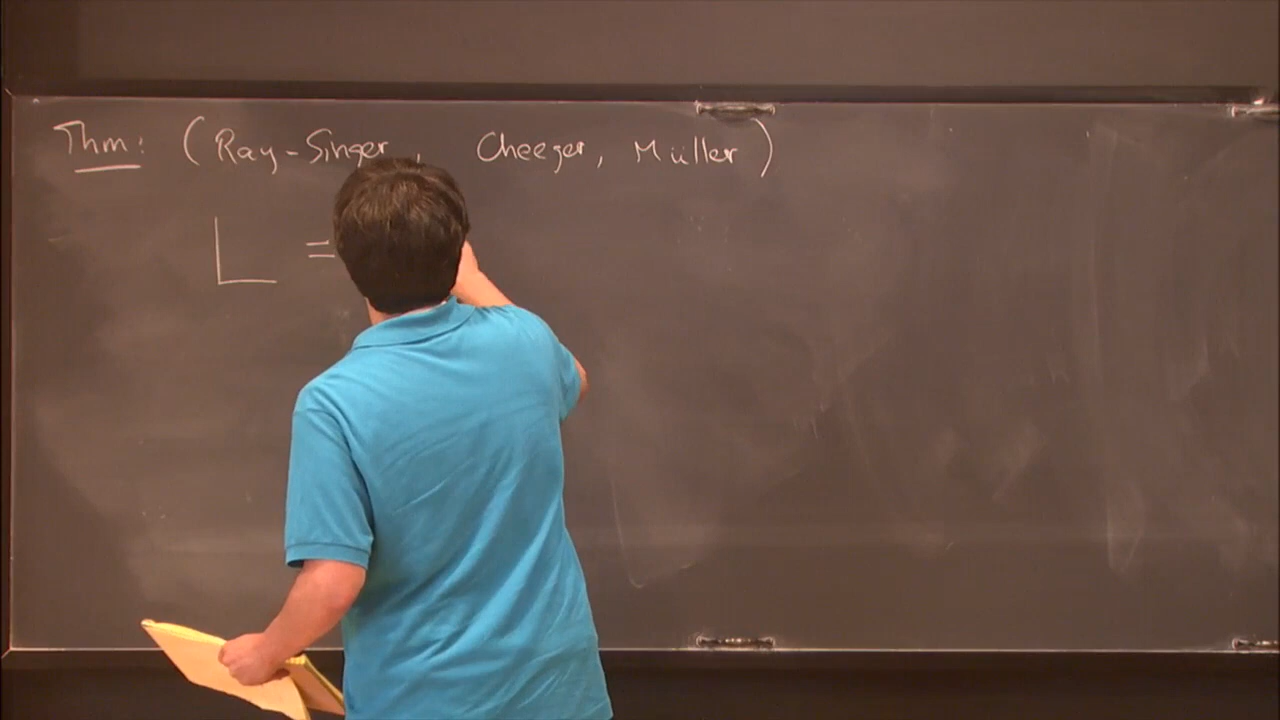 Thm: (Ray-Singer, Cheeger, Müller)
L =